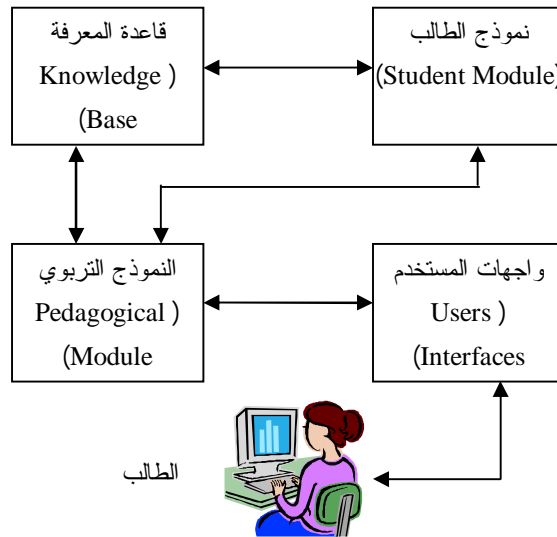 قاعدة المعرفة
Knowledge )
(Base
نموذج الطالب
(Student Module)
النموذج التربوي
Pedagogical )
(Module
واجهات المستخدم
Users )
(Interfaces
الطالب